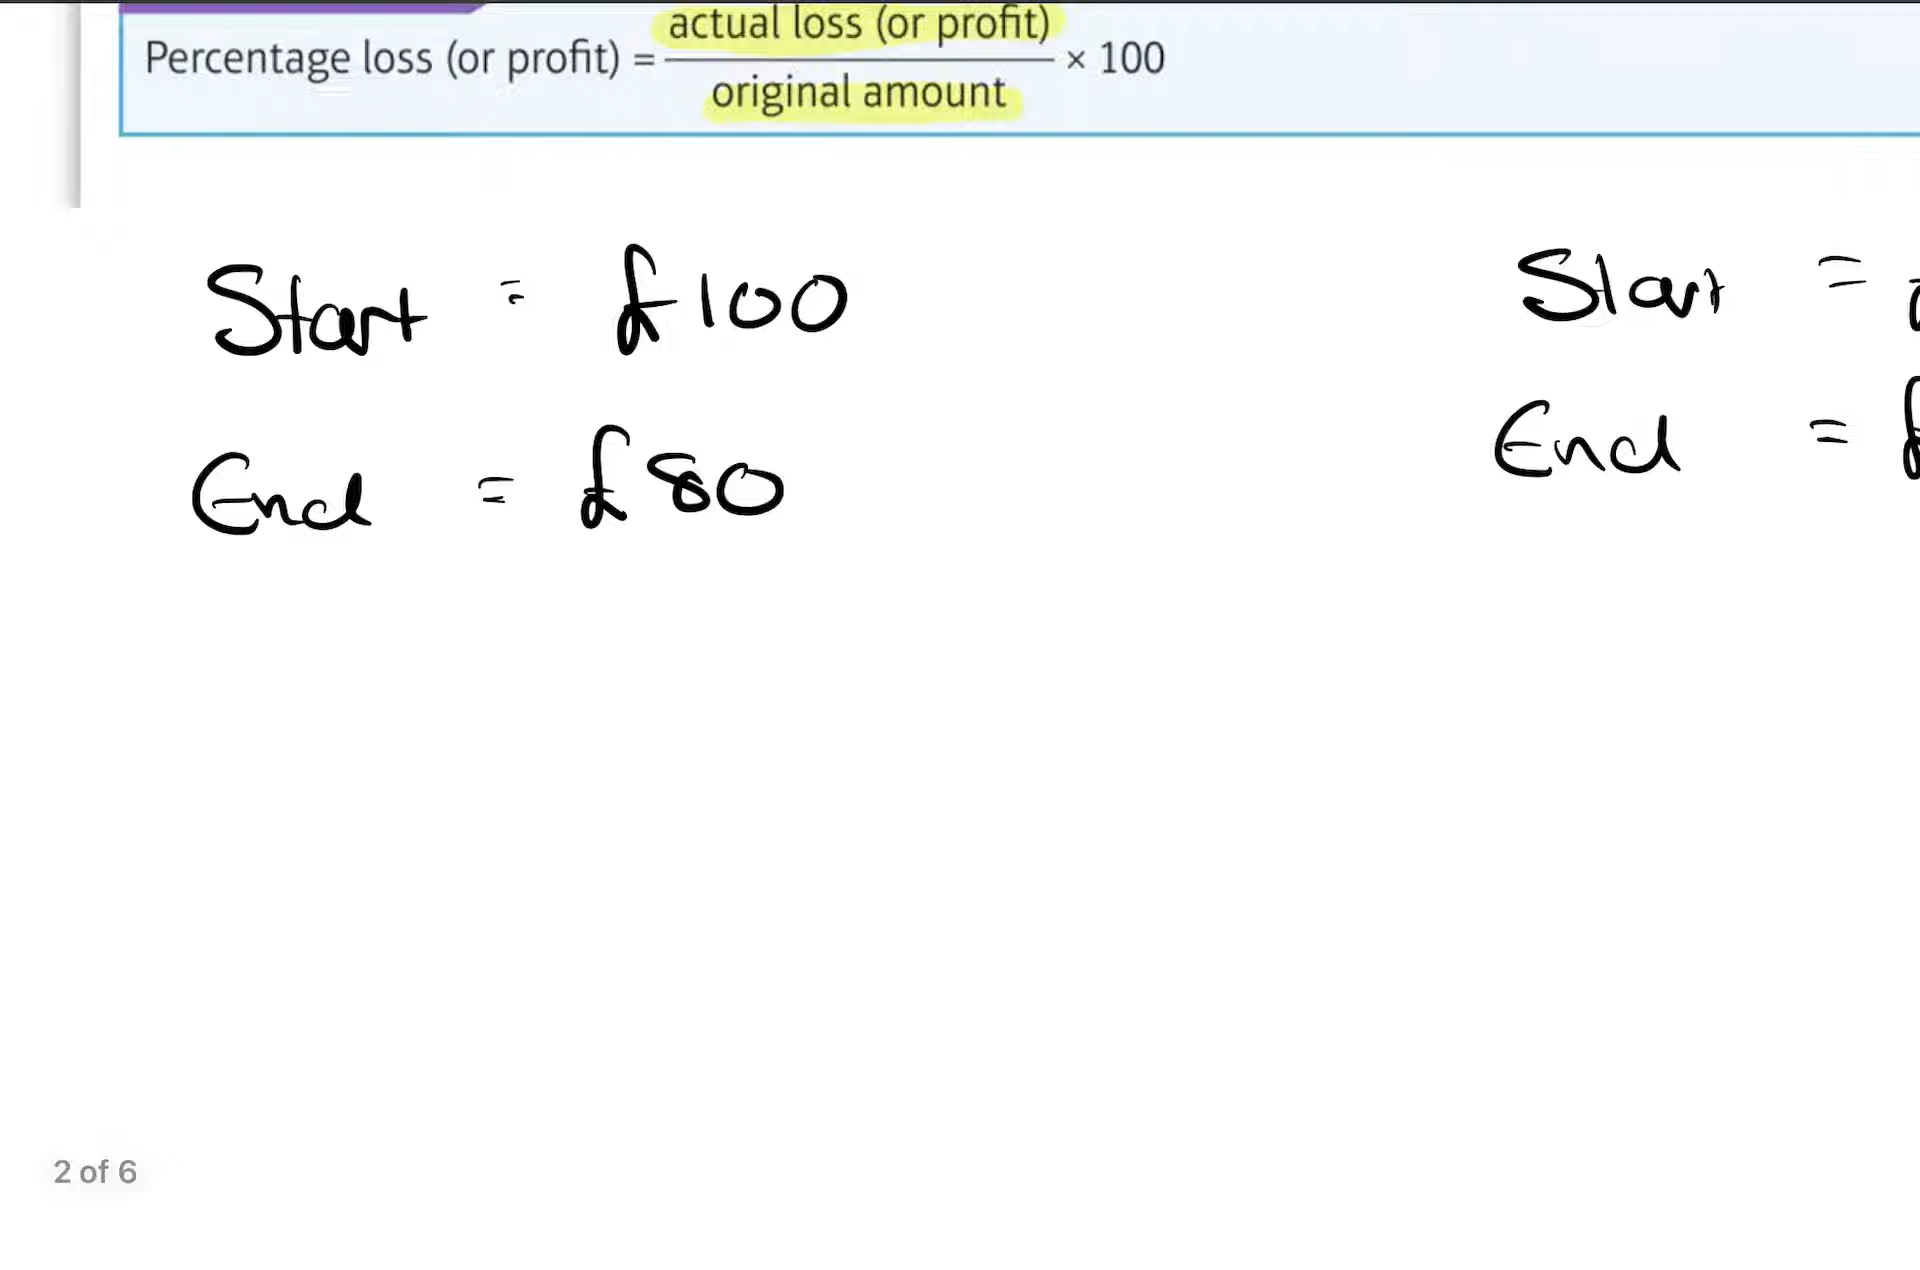 Percentage loss (or profit) = actual loss (or profit) / original amount × 100
Start = £100
End = £80
Start =
End = £
2 of 6